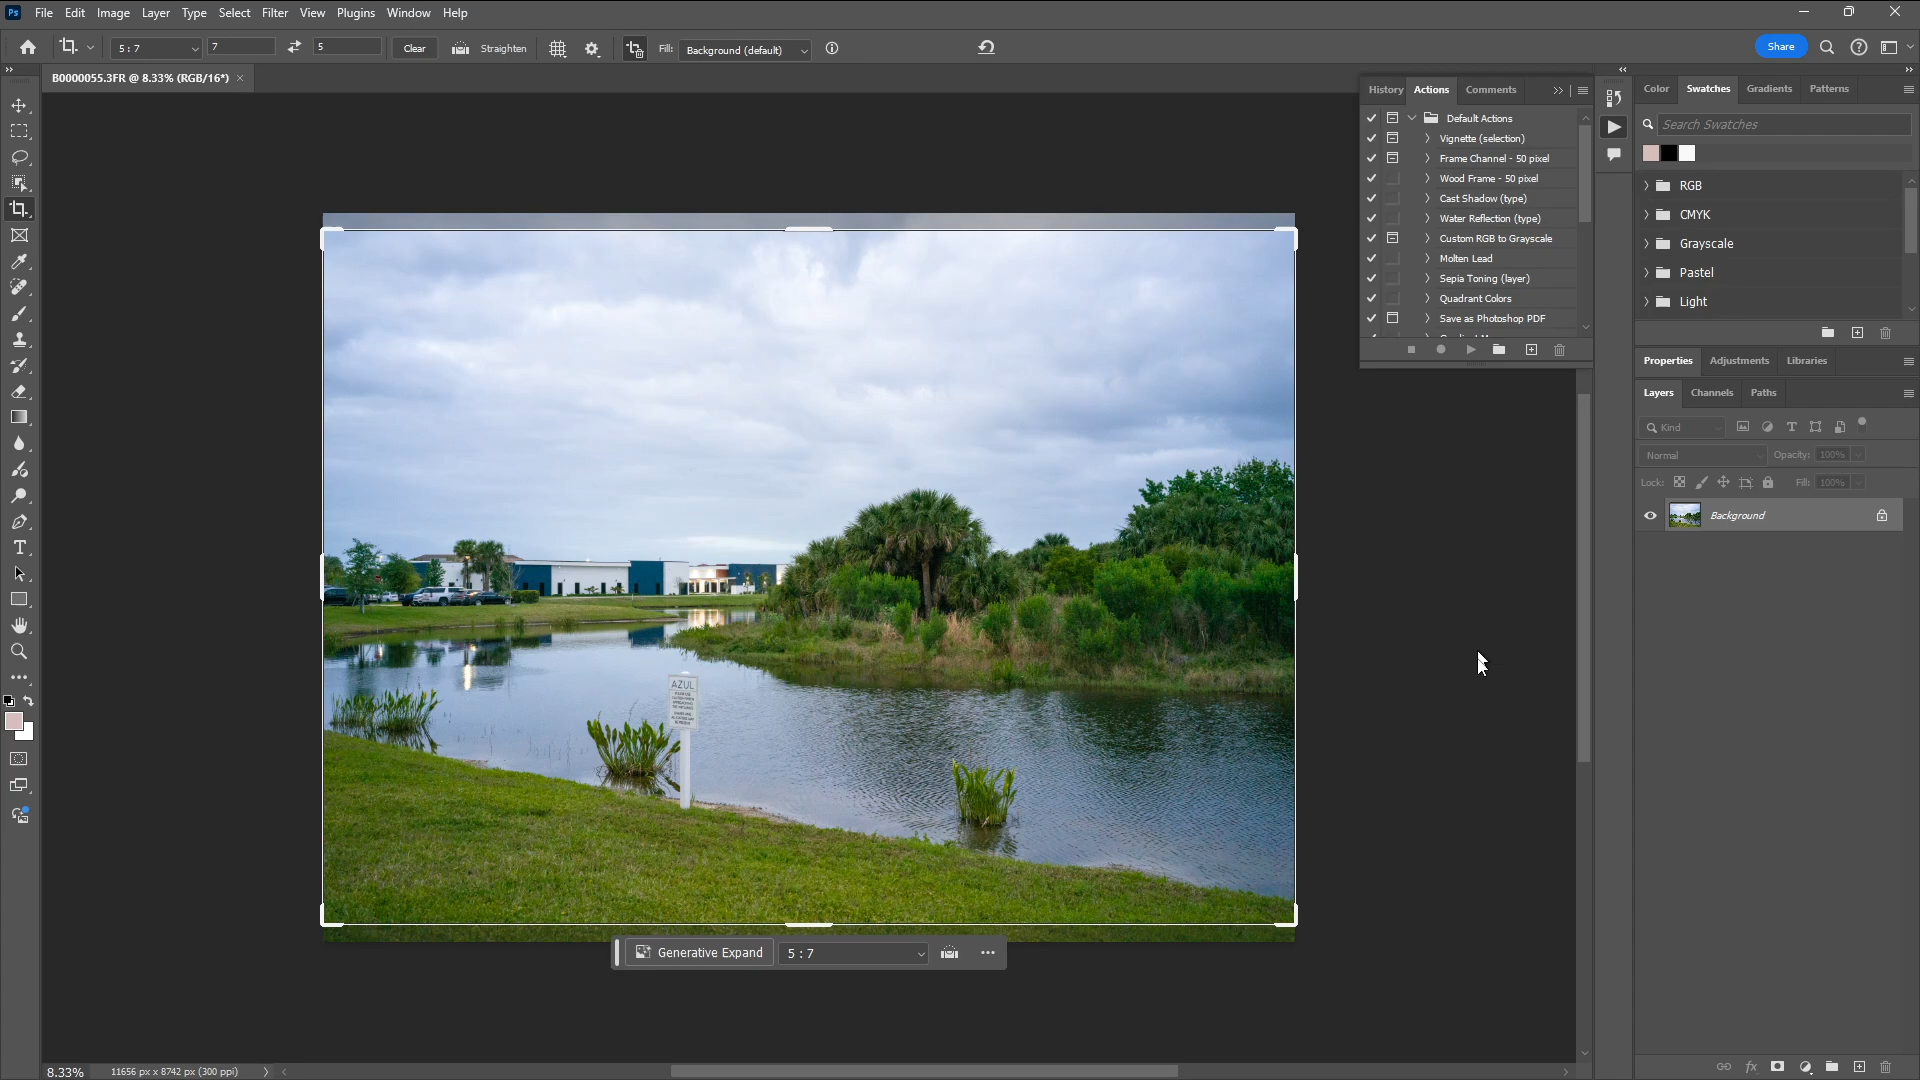 Ps File Edit Image Layer Type Select Filter View Plugins Window Help
5 : 7 7 5 Clear Straighten Fill: Background (default) Share
B0000055.3FR @ 8.33% (RGB/16*)
History Actions Comments
Default Actions
Vignette (selection)
Frame Channel - 50 pixel
Wood Frame - 50 pixel
Cast Shadow (type)
Water Reflection (type)
Custom RGB to Grayscale
Molten Lead
Sepia Toning (layer)
Quadrant Colors
Save as Photoshop PDF
Color Swatches Gradients Patterns
Search Swatches
RGB
CMYK
Grayscale
Pastel
Light
Properties Adjustments Libraries
Layers Channels Paths
Kind
Normal Opacity: 100%
Lock: Fill: 100%
Background
AZUL
Generative Expand 5 : 7
8.33% 11656 px x 8742 px (300 ppi)